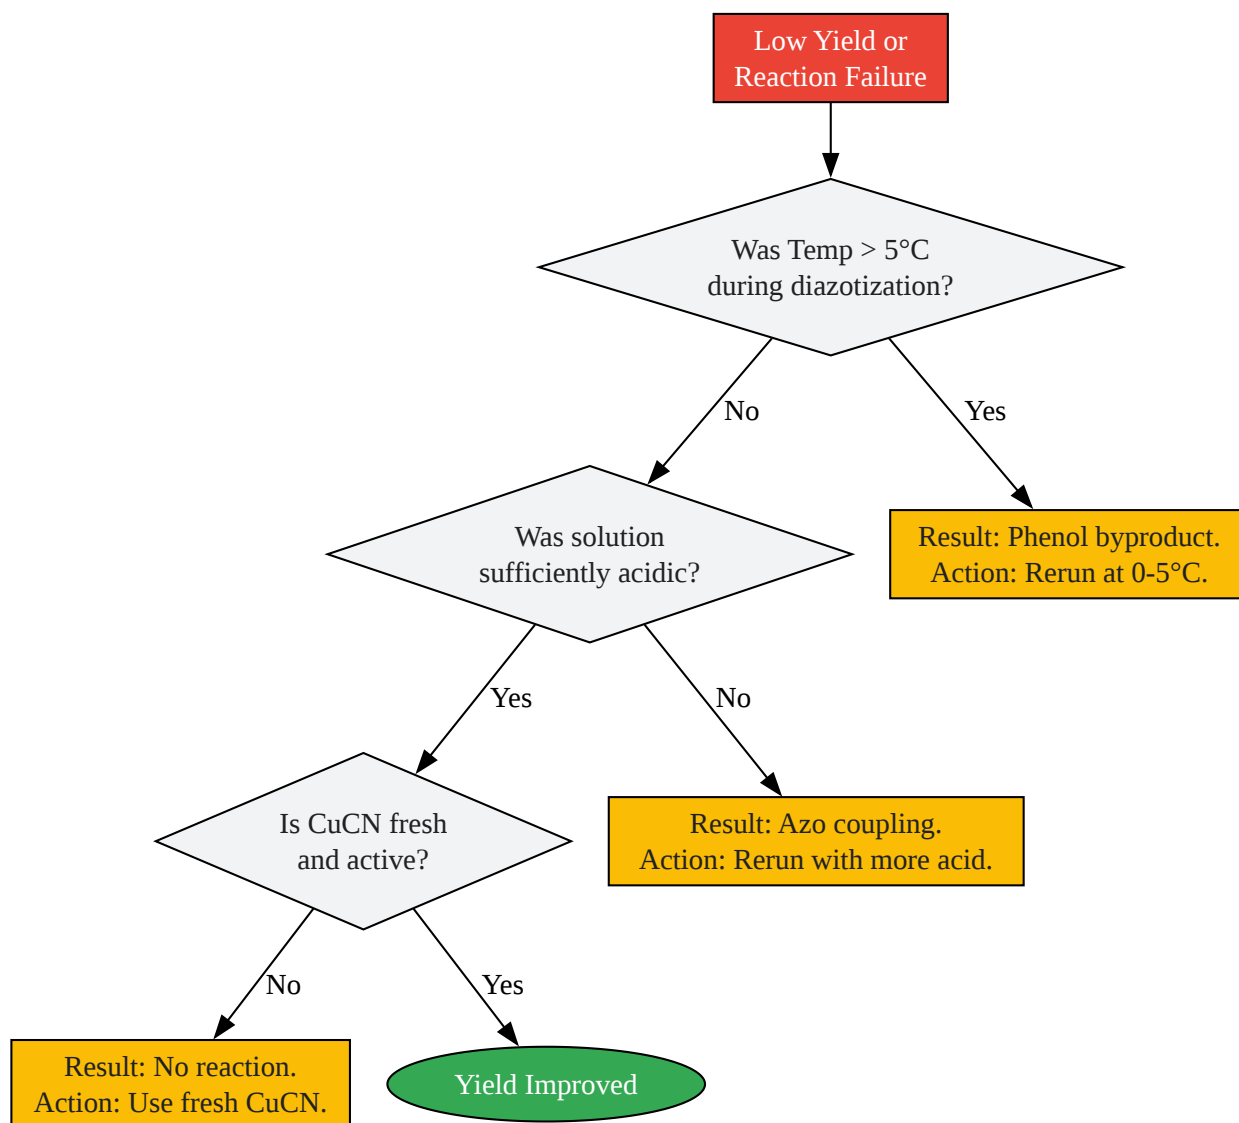 Low Yield or
Reaction Failure
Was Temp > 5°C
during diazotization?
No
Yes
Was solution
sufficiently acidic?
Result: Phenol byproduct.
Action: Rerun at 0-5°C.
Yes
No
Is CuCN fresh
and active?
Result: Azo coupling.
Action: Rerun with more acid.
No
Yes
Result: No reaction.
Action: Use fresh CuCN.
Yield Improved